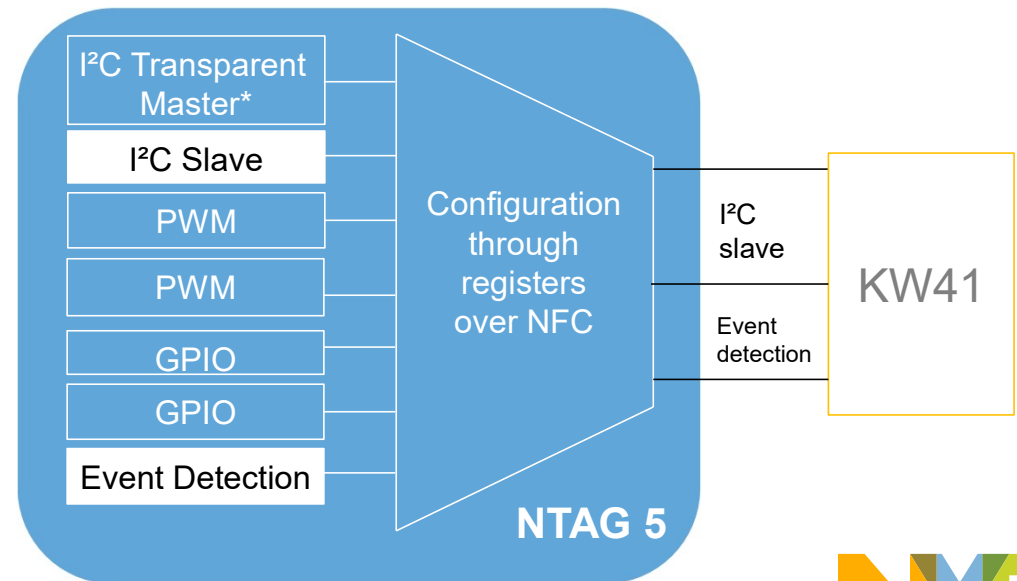 I²C Transparent
Master*
I²C Slave
PWM
PWM
GPIO
GPIO
Event Detection
Configuration
through
registers
over NFC
NTAG 5
I²C
slave
Event
detection
KW41